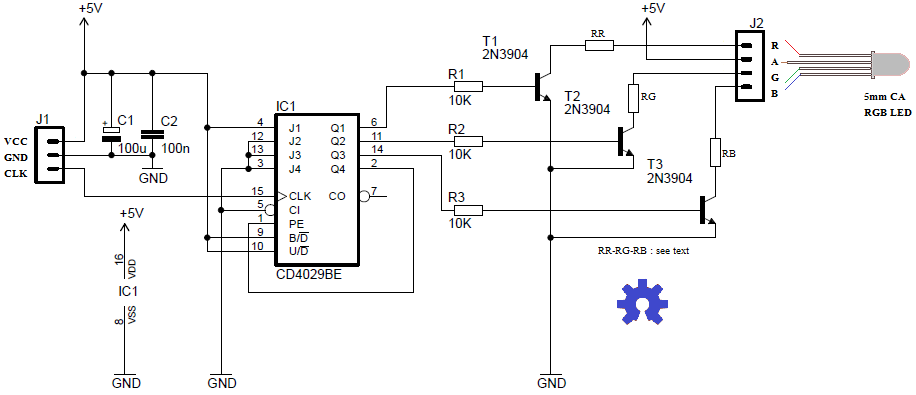 +5V
+5V
J2
T1
RR
2N3904
R
A
G
B
5mm CA
RGB LED
R1
10K
T2
2N3904
RG
IC1
J1
VCC
GND
CLK
+
C1
100u
C2
100n
GND
4 J1 Q1 6
12 J2 Q2 11
13 J3 Q3 14
3 J4 Q4 2
15 CLK CO 7
5 CI
1 PE
9 B/D
10 U/D
CD4029BE
R2
10K
T3
2N3904
RB
R3
10K
RR-RG-RB : see text
+5V
16
VDD
IC1
8
VSS
GND
GND
GND